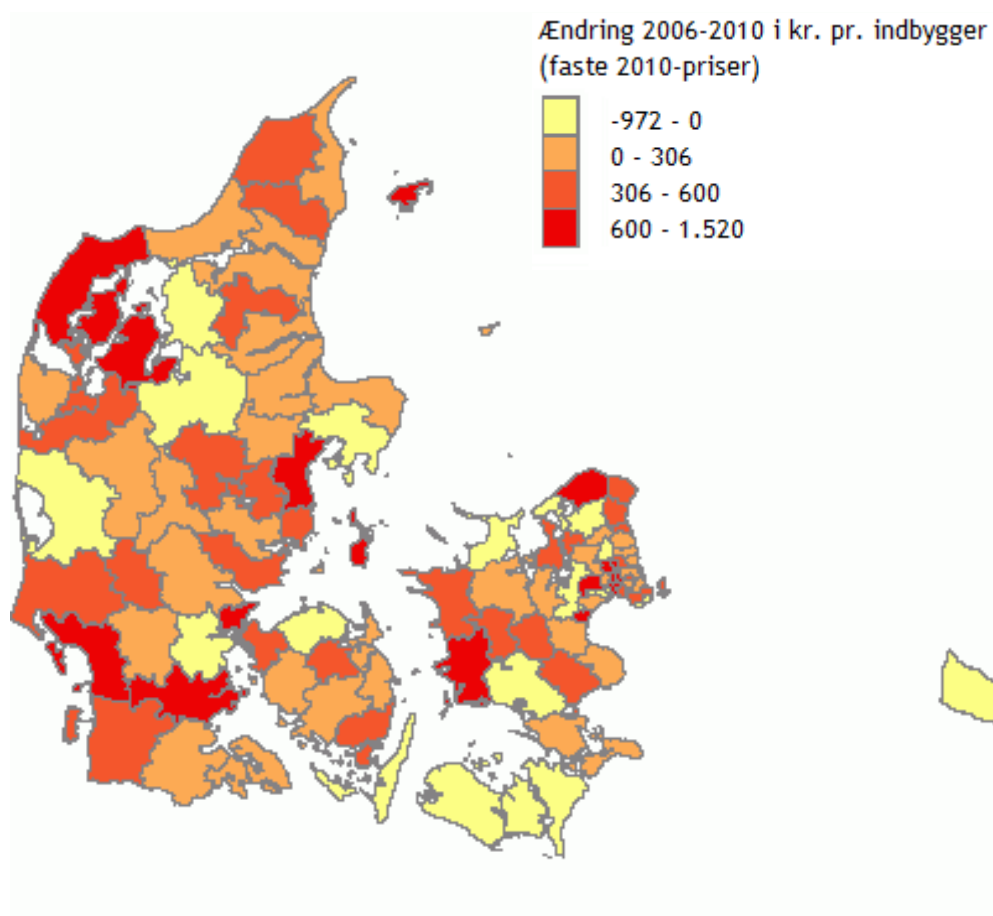 Ændring 2006-2010 i kr. pr. indbygger
(faste 2010-priser)
-972 - 0
0 - 306
306 - 600
600 - 1.520